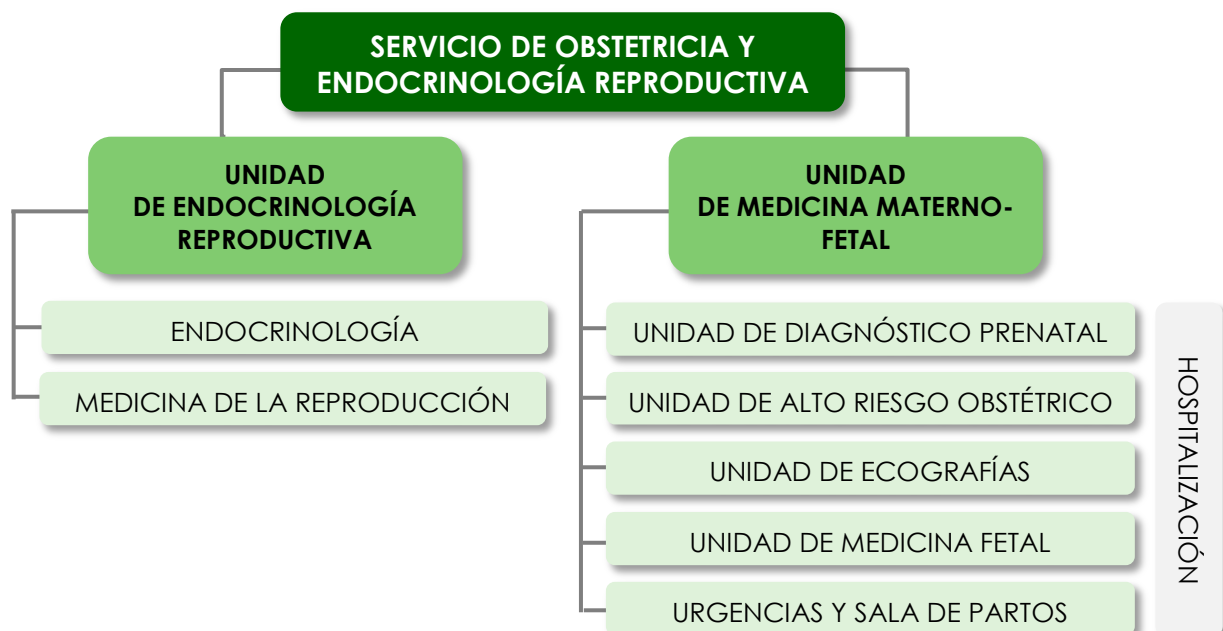 SERVICIO DE OBSTETRICIA Y
ENDOCRINOLOGÍA REPRODUCTIVA
UNIDAD
DE ENDOCRINOLOGÍA
REPRODUCTIVA
ENDOCRINOLOGÍA
MEDICINA DE LA REPRODUCCIÓN
UNIDAD
DE MEDICINA MATERNO-
FETAL
UNIDAD DE DIAGNÓSTICO PRENATAL
UNIDAD DE ALTO RIESGO OBSTÉTRICO
UNIDAD DE ECOGRAFÍAS
UNIDAD DE MEDICINA FETAL
URGENCIAS Y SALA DE PARTOS
HOSPITALIZACIÓN